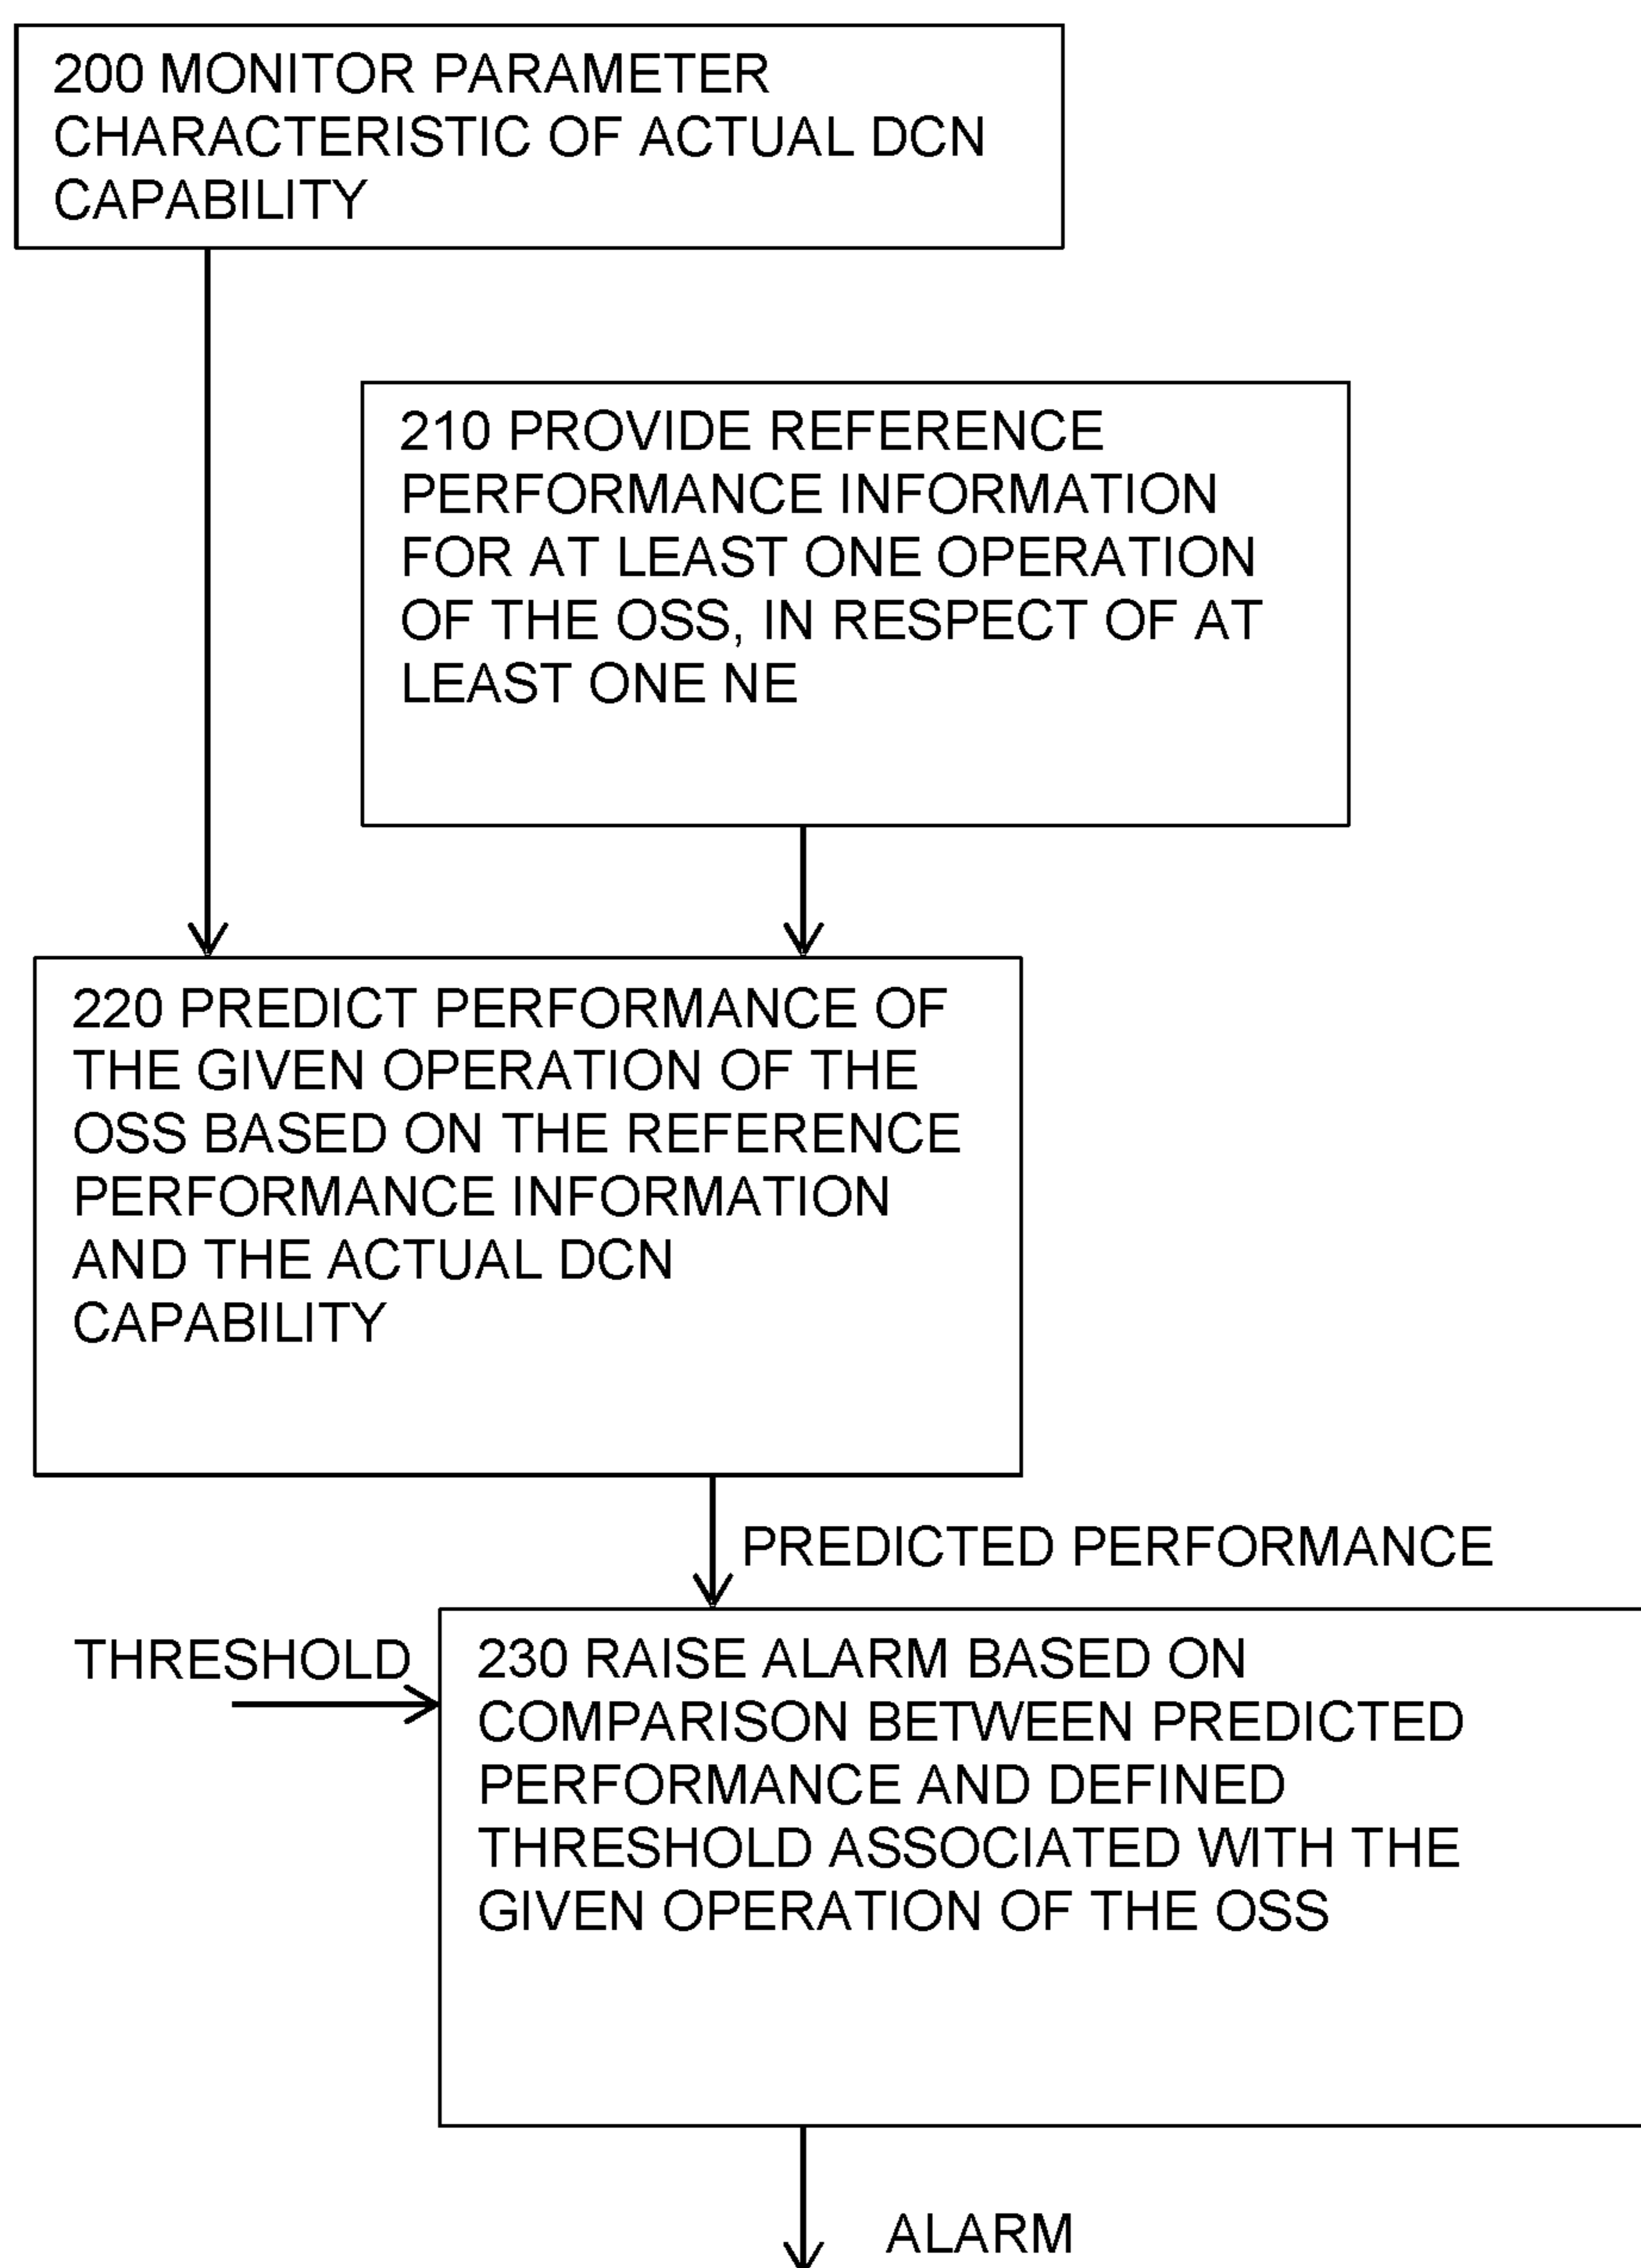 200 MONITOR PARAMETER
CHARACTERISTIC OF ACTUAL DCN
CAPABILITY
210 PROVIDE REFERENCE
PERFORMANCE INFORMATION
FOR AT LEAST ONE OPERATION
OF THE OSS, IN RESPECT OF AT
LEAST ONE NE
220 PREDICT PERFORMANCE OF
THE GIVEN OPERATION OF THE
OSS BASED ON THE REFERENCE
PERFORMANCE INFORMATION
AND THE ACTUAL DCN
CAPABILITY
PREDICTED PERFORMANCE
THRESHOLD
230 RAISE ALARM BASED ON
COMPARISON BETWEEN PREDICTED
PERFORMANCE AND DEFINED
THRESHOLD ASSOCIATED WITH THE
GIVEN OPERATION OF THE OSS
ALARM